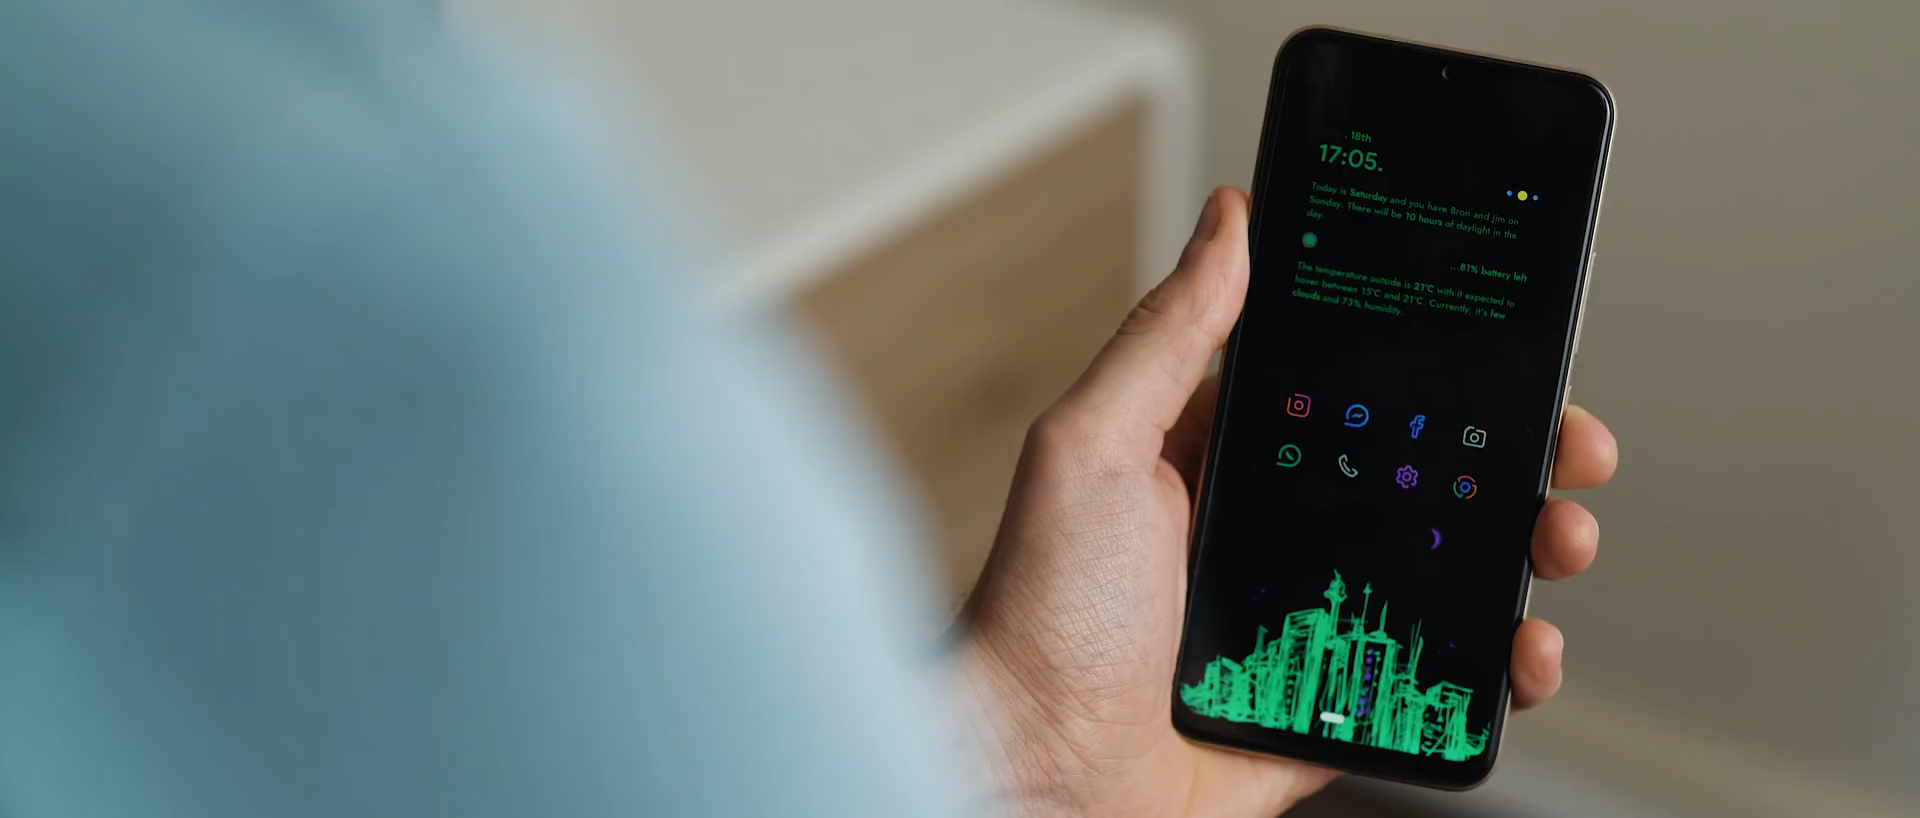 . 18th
17:05.
Today is Saturday and you have Bron and Jim on
Sunday. There will be 10 hours of daylight in the
day.
...81% battery left
The temperature outside is 21°C with it expected to
hover between 15°C and 21°C. Currently, it's few
clouds and 73% humidity.